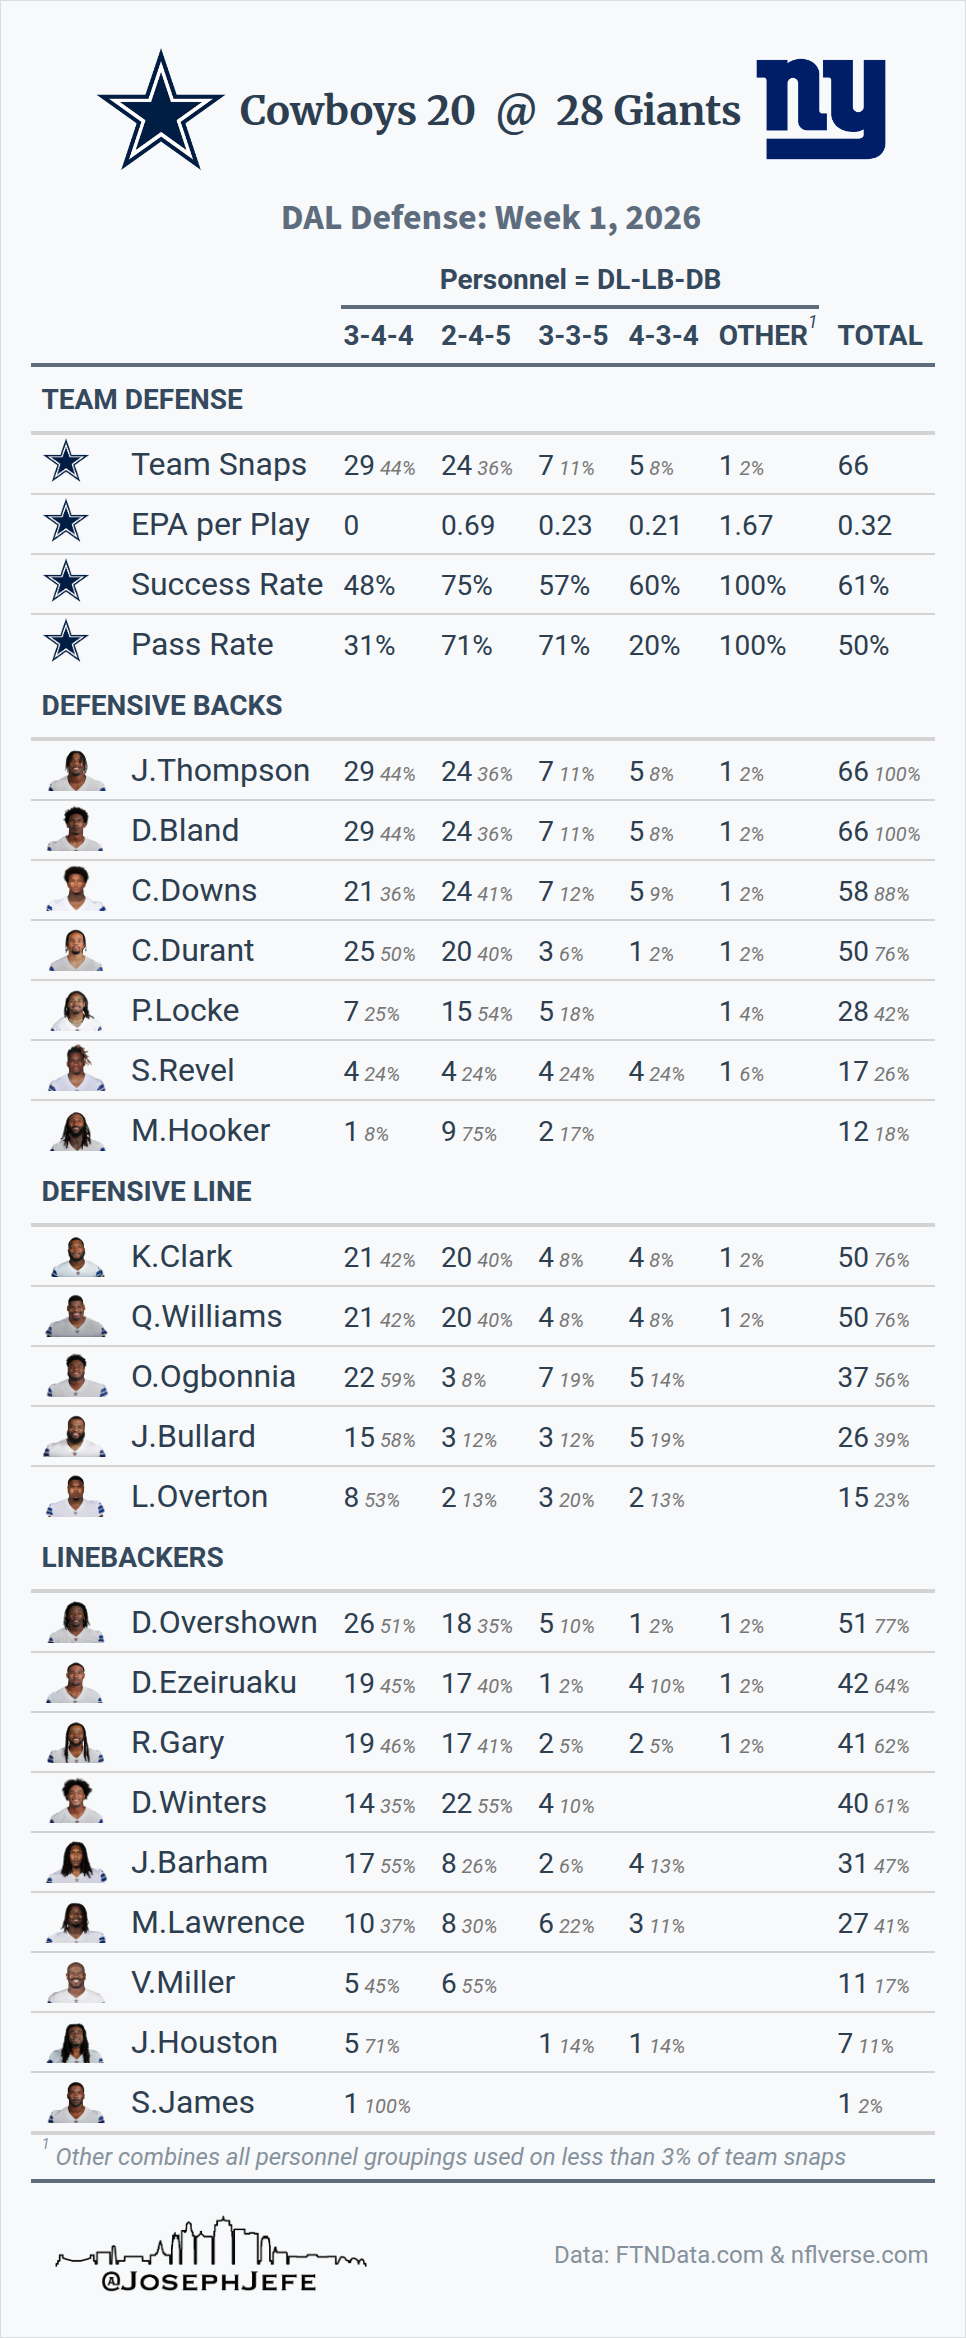 Cowboys 20 @ 28 Giants
ny
DAL Defense: Week 1, 2026
Personnel = DL-LB-DB
3-4-4 2-4-5 3-3-5 4-3-4 OTHER1 TOTAL
TEAM DEFENSE
Team Snaps 29 44% 24 36% 7 11% 5 8% 1 2% 66
EPA per Play 0 0.69 0.23 0.21 1.67 0.32
Success Rate 48% 75% 57% 60% 100% 61%
Pass Rate 31% 71% 71% 20% 100% 50%
DEFENSIVE BACKS
J.Thompson 29 44% 24 36% 7 11% 5 8% 1 2% 66 100%
D.Bland 29 44% 24 36% 7 11% 5 8% 1 2% 66 100%
C.Downs 21 36% 24 41% 7 12% 5 9% 1 2% 58 88%
C.Durant 25 50% 20 40% 3 6% 1 2% 1 2% 50 76%
P.Locke 7 25% 15 54% 5 18% 1 4% 28 42%
S.Revel 4 24% 4 24% 4 24% 4 24% 1 6% 17 26%
M.Hooker 1 8% 9 75% 2 17% 12 18%
DEFENSIVE LINE
K.Clark 21 42% 20 40% 4 8% 4 8% 1 2% 50 76%
Q.Williams 21 42% 20 40% 4 8% 4 8% 1 2% 50 76%
O.Ogbonnia 22 59% 3 8% 7 19% 5 14% 37 56%
J.Bullard 15 58% 3 12% 3 12% 5 19% 26 39%
L.Overton 8 53% 2 13% 3 20% 2 13% 15 23%
LINEBACKERS
D.Overshown 26 51% 18 35% 5 10% 1 2% 1 2% 51 77%
D.Ezeiruaku 19 45% 17 40% 1 2% 4 10% 1 2% 42 64%
R.Gary 19 46% 17 41% 2 5% 2 5% 1 2% 41 62%
D.Winters 14 35% 22 55% 4 10% 40 61%
J.Barham 17 55% 8 26% 2 6% 4 13% 31 47%
M.Lawrence 10 37% 8 30% 6 22% 3 11% 27 41%
V.Miller 5 45% 6 55% 11 17%
J.Houston 5 71% 1 14% 1 14% 7 11%
S.James 1 100% 1 2%
1 Other combines all personnel groupings used on less than 3% of team snaps
@JOSEPHJEFE
Data: FTNData.com & nflverse.com